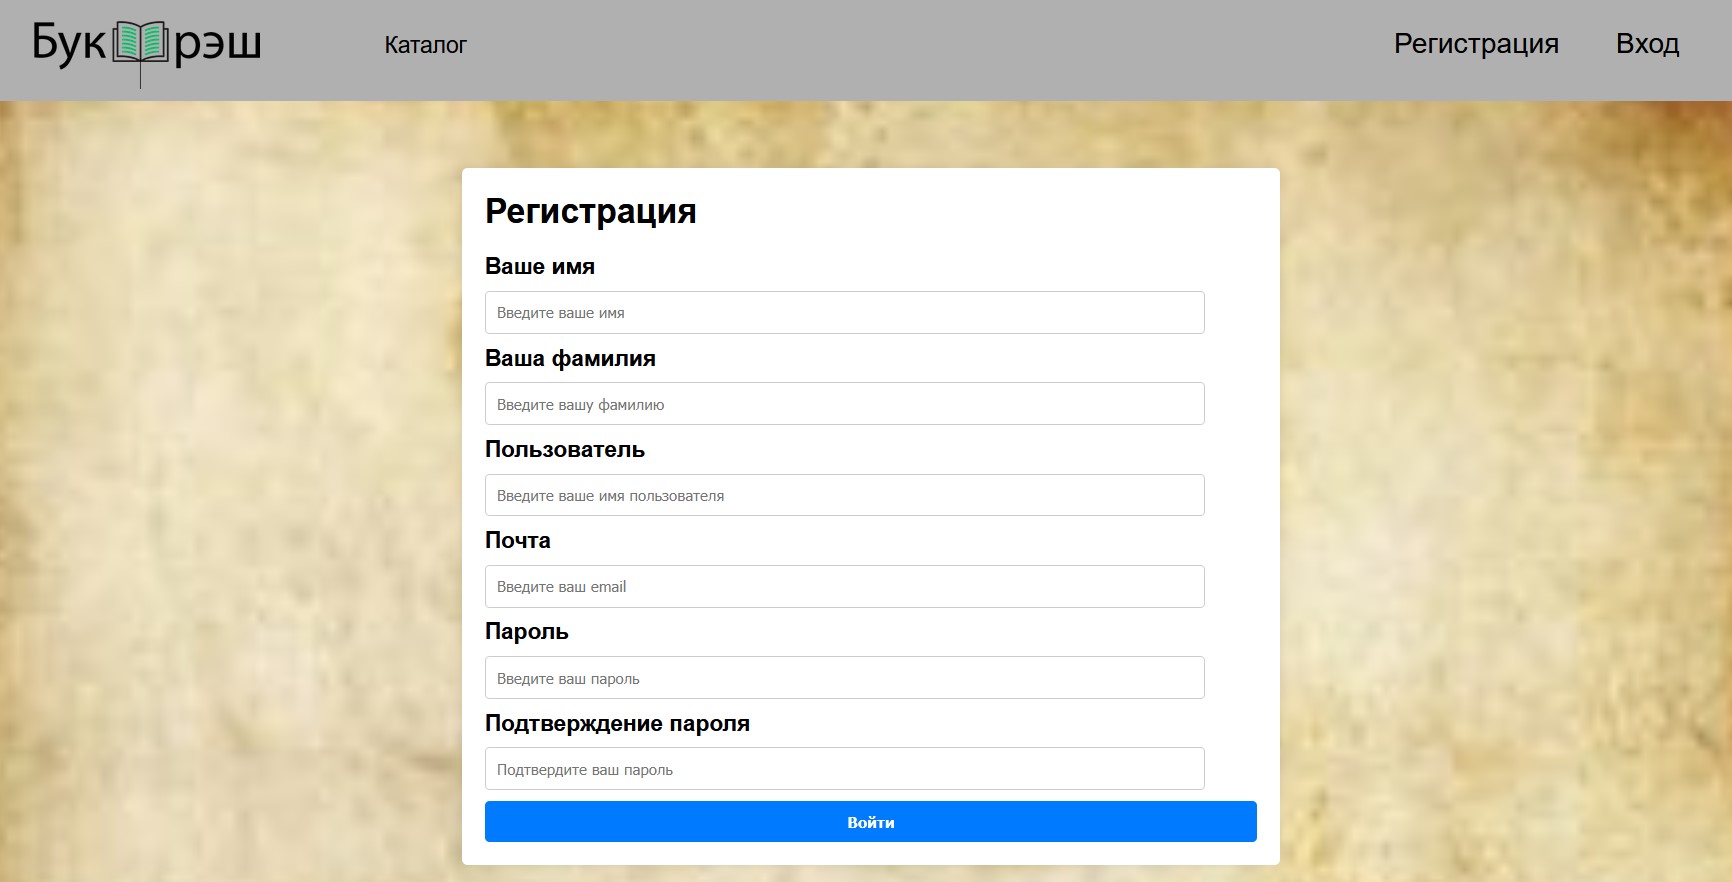 Бук рэш
Каталог
Регистрация
Вход
Регистрация
Ваше имя
Введите ваше имя
Ваша фамилия
Введите вашу фамилию
Пользователь
Введите ваше имя пользователя
Почта
Введите ваш email
Пароль
Введите ваш пароль
Подтверждение пароля
Подтвердите ваш пароль
Войти